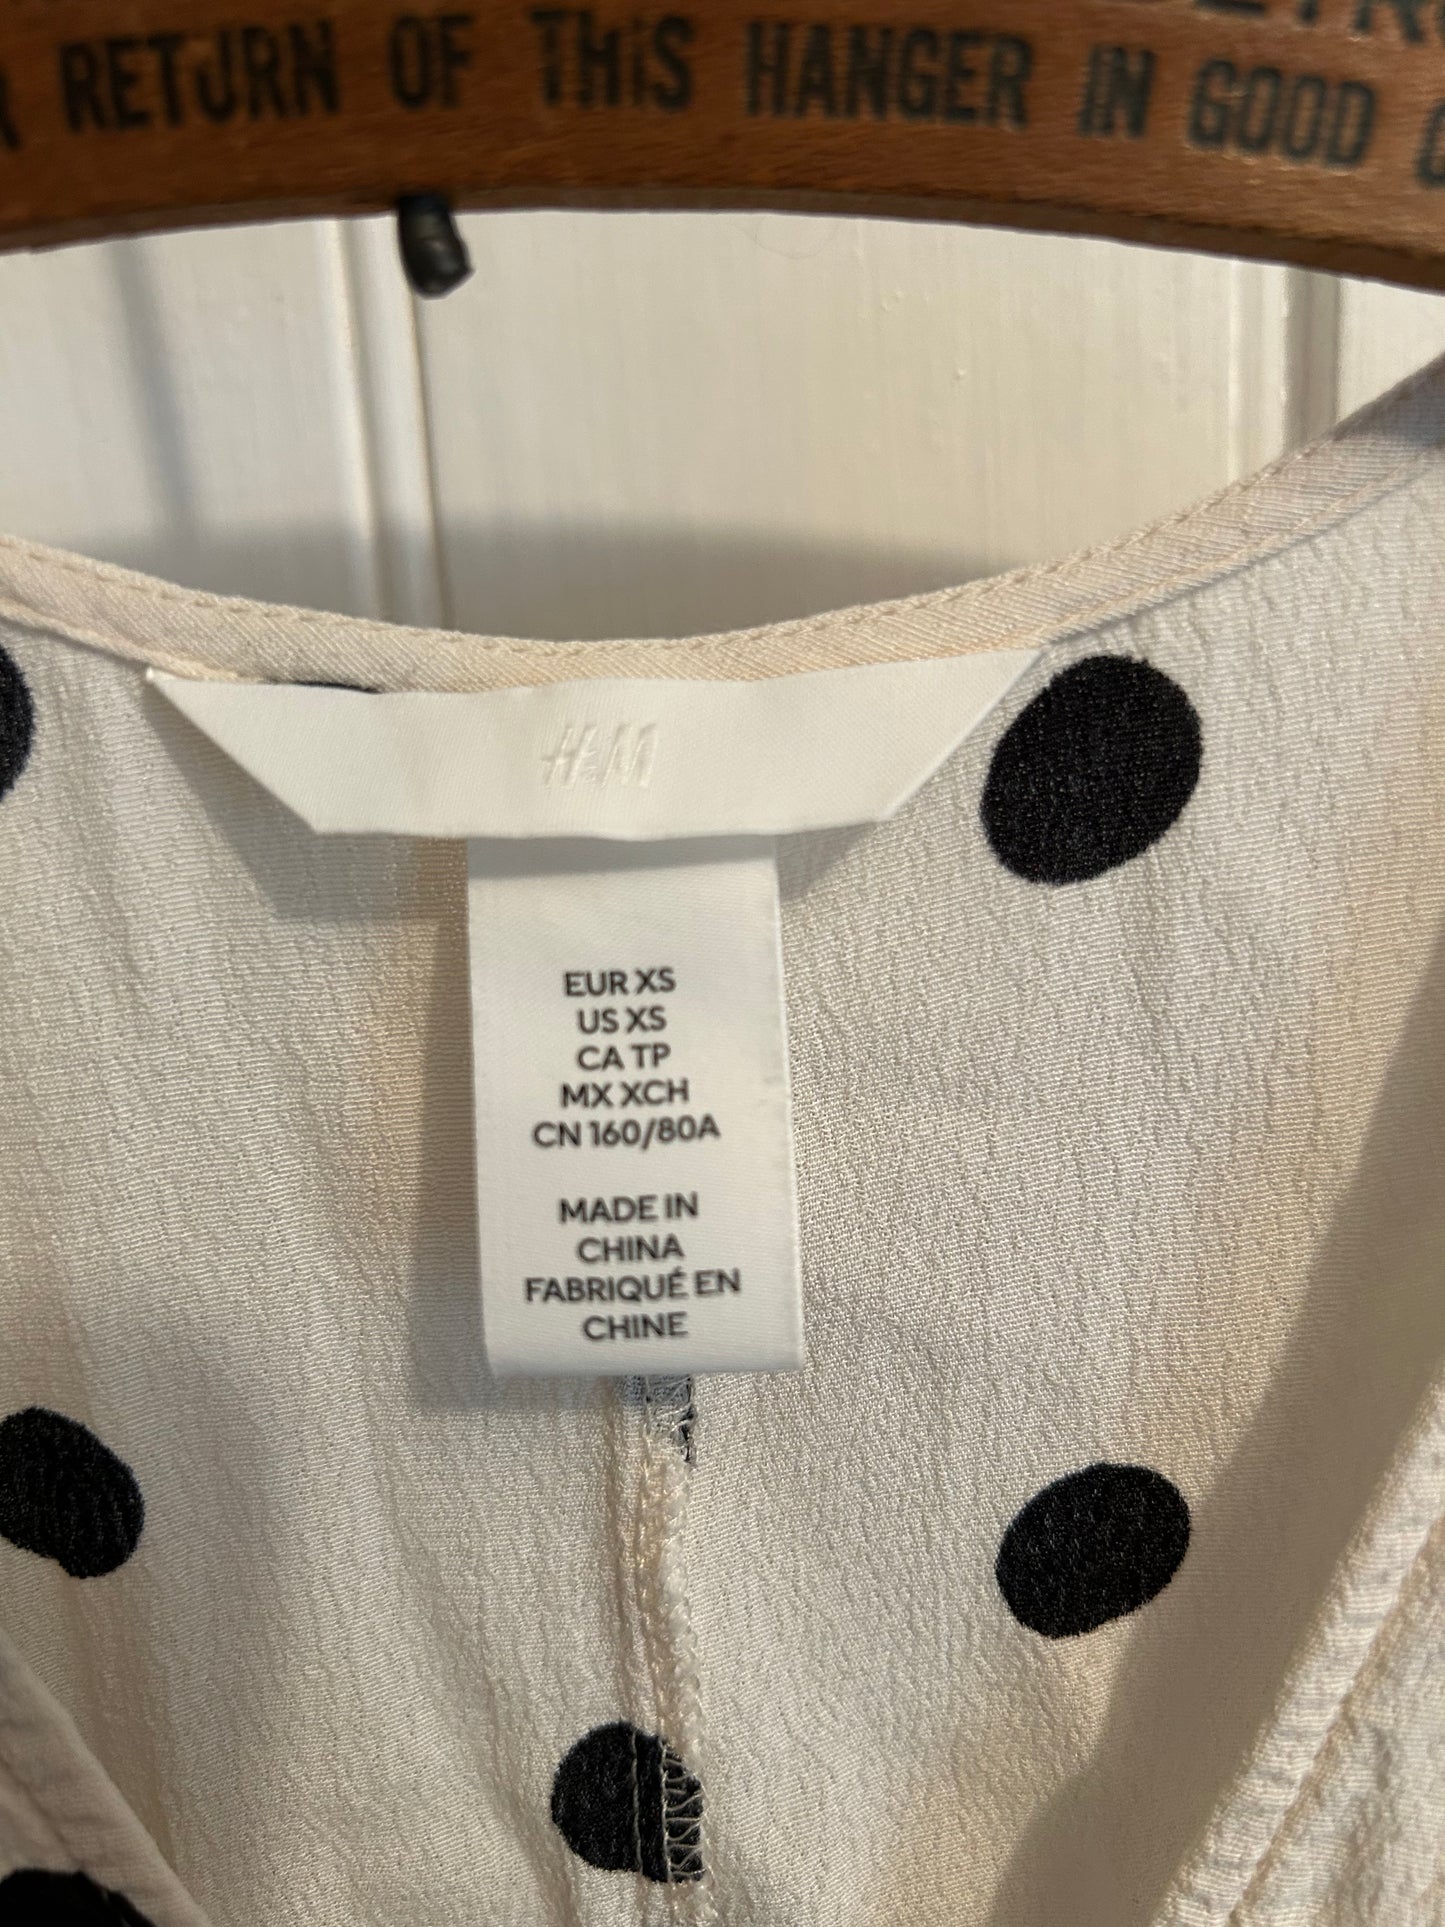 RETURN OF THIS HANGER IN GOOD
H&M
EUR XS
US XS
CA TP
MX XCH
CN 160/80A
MADE IN
CHINA
FABRIQUÉ EN
CHINE